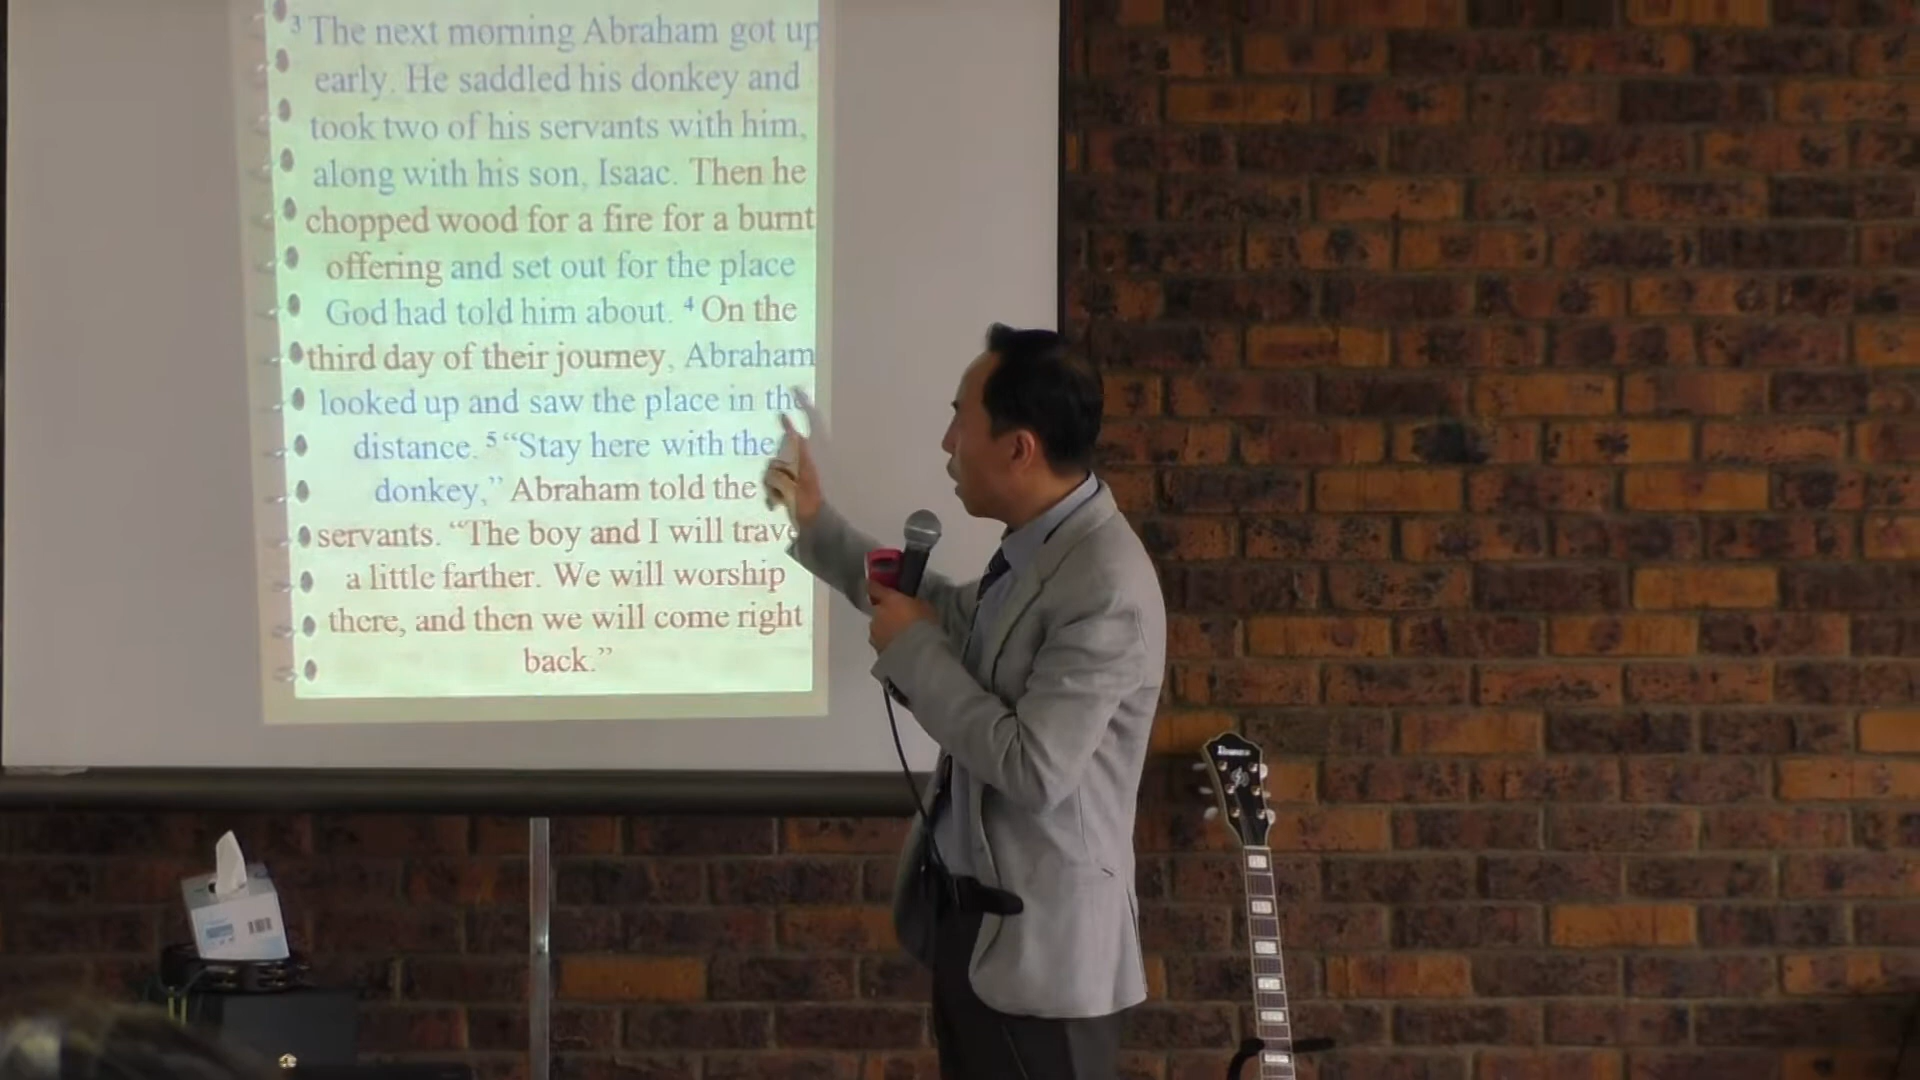 ³ The next morning Abraham got up
early. He saddled his donkey and
took two of his servants with him,
along with his son, Isaac. Then he
chopped wood for a fire for a burnt
offering and set out for the place
God had told him about. ⁴ On the
third day of their journey, Abraham
looked up and saw the place in the
distance. ⁵ “Stay here with the
donkey,” Abraham told the
servants. “The boy and I will trave
a little farther. We will worship
there, and then we will come right
back.”
Ibanez